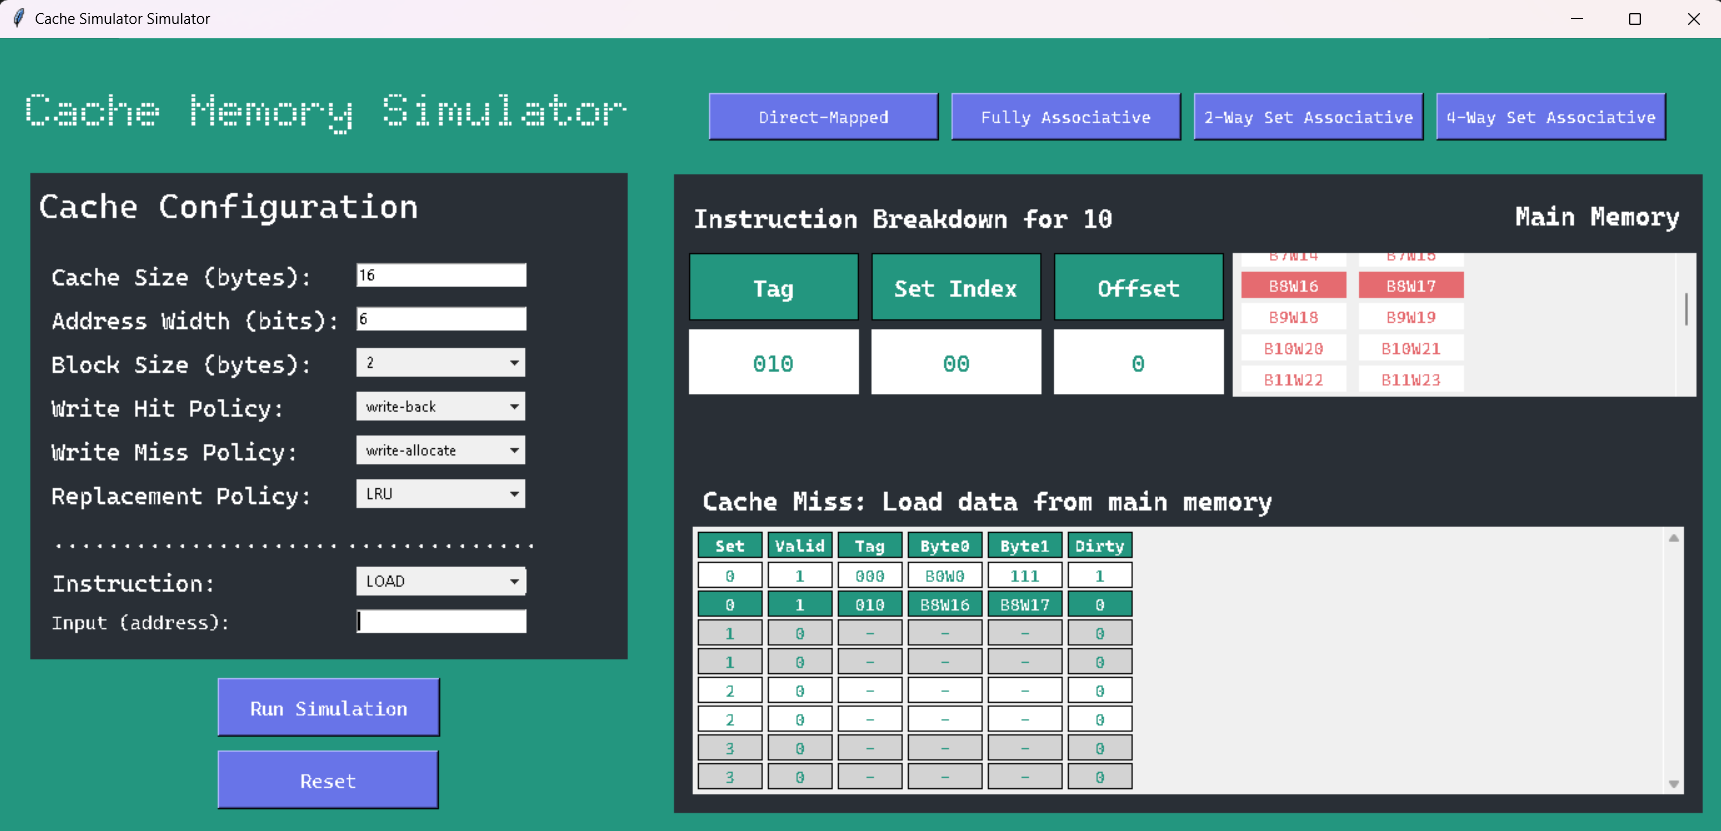 Cache Simulator Simulator
Cache Memory Simulator
Direct-Mapped
Fully Associative
2-Way Set Associative
4-Way Set Associative
Cache Configuration
Cache Size (bytes): 16
Address Width (bits): 6
Block Size (bytes): 2
Write Hit Policy: write-back
Write Miss Policy: write-allocate
Replacement Policy: LRU
Instruction: LOAD
Input (address):
Run Simulation
Reset
Instruction Breakdown for 10
Main Memory
Tag Set Index Offset
010 00 0
B7W14 B7W15
B8W16 B8W17
B9W18 B9W19
B10W20 B10W21
B11W22 B11W23
Cache Miss: Load data from main memory
Set Valid Tag Byte0 Byte1 Dirty
0 1 000 B0W0 111 1
0 1 010 B8W16 B8W17 0
1 0 - - - 0
1 0 - - - 0
2 0 - - - 0
2 0 - - - 0
3 0 - - - 0
3 0 - - - 0